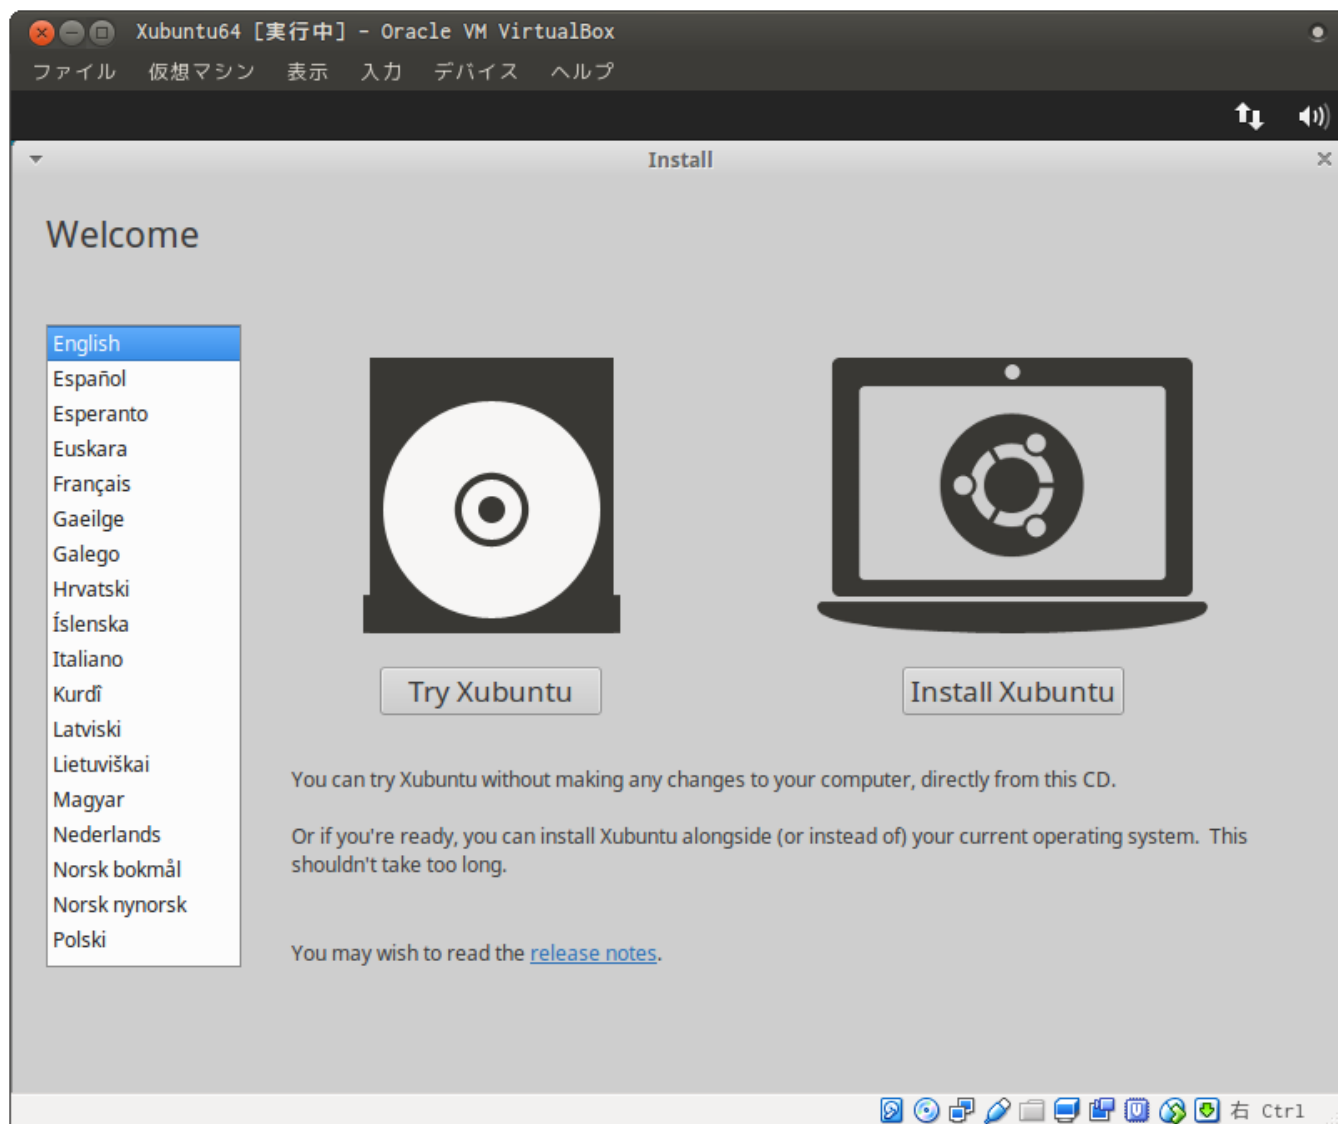 Xubuntu64 [実行中] - Oracle VM VirtualBox
ファイル 仮想マシン 表示 入力 デバイス ヘルプ
Install
Welcome
English
Español
Esperanto
Euskara
Français
Gaeilge
Galego
Hrvatski
Íslenska
Italiano
Kurdî
Latviski
Lietuviškai
Magyar
Nederlands
Norsk bokmål
Norsk nynorsk
Polski
Try Xubuntu
Install Xubuntu
You can try Xubuntu without making any changes to your computer, directly from this CD.
Or if you're ready, you can install Xubuntu alongside (or instead of) your current operating system. This
shouldn't take too long.
You may wish to read the release notes.
右 Ctrl